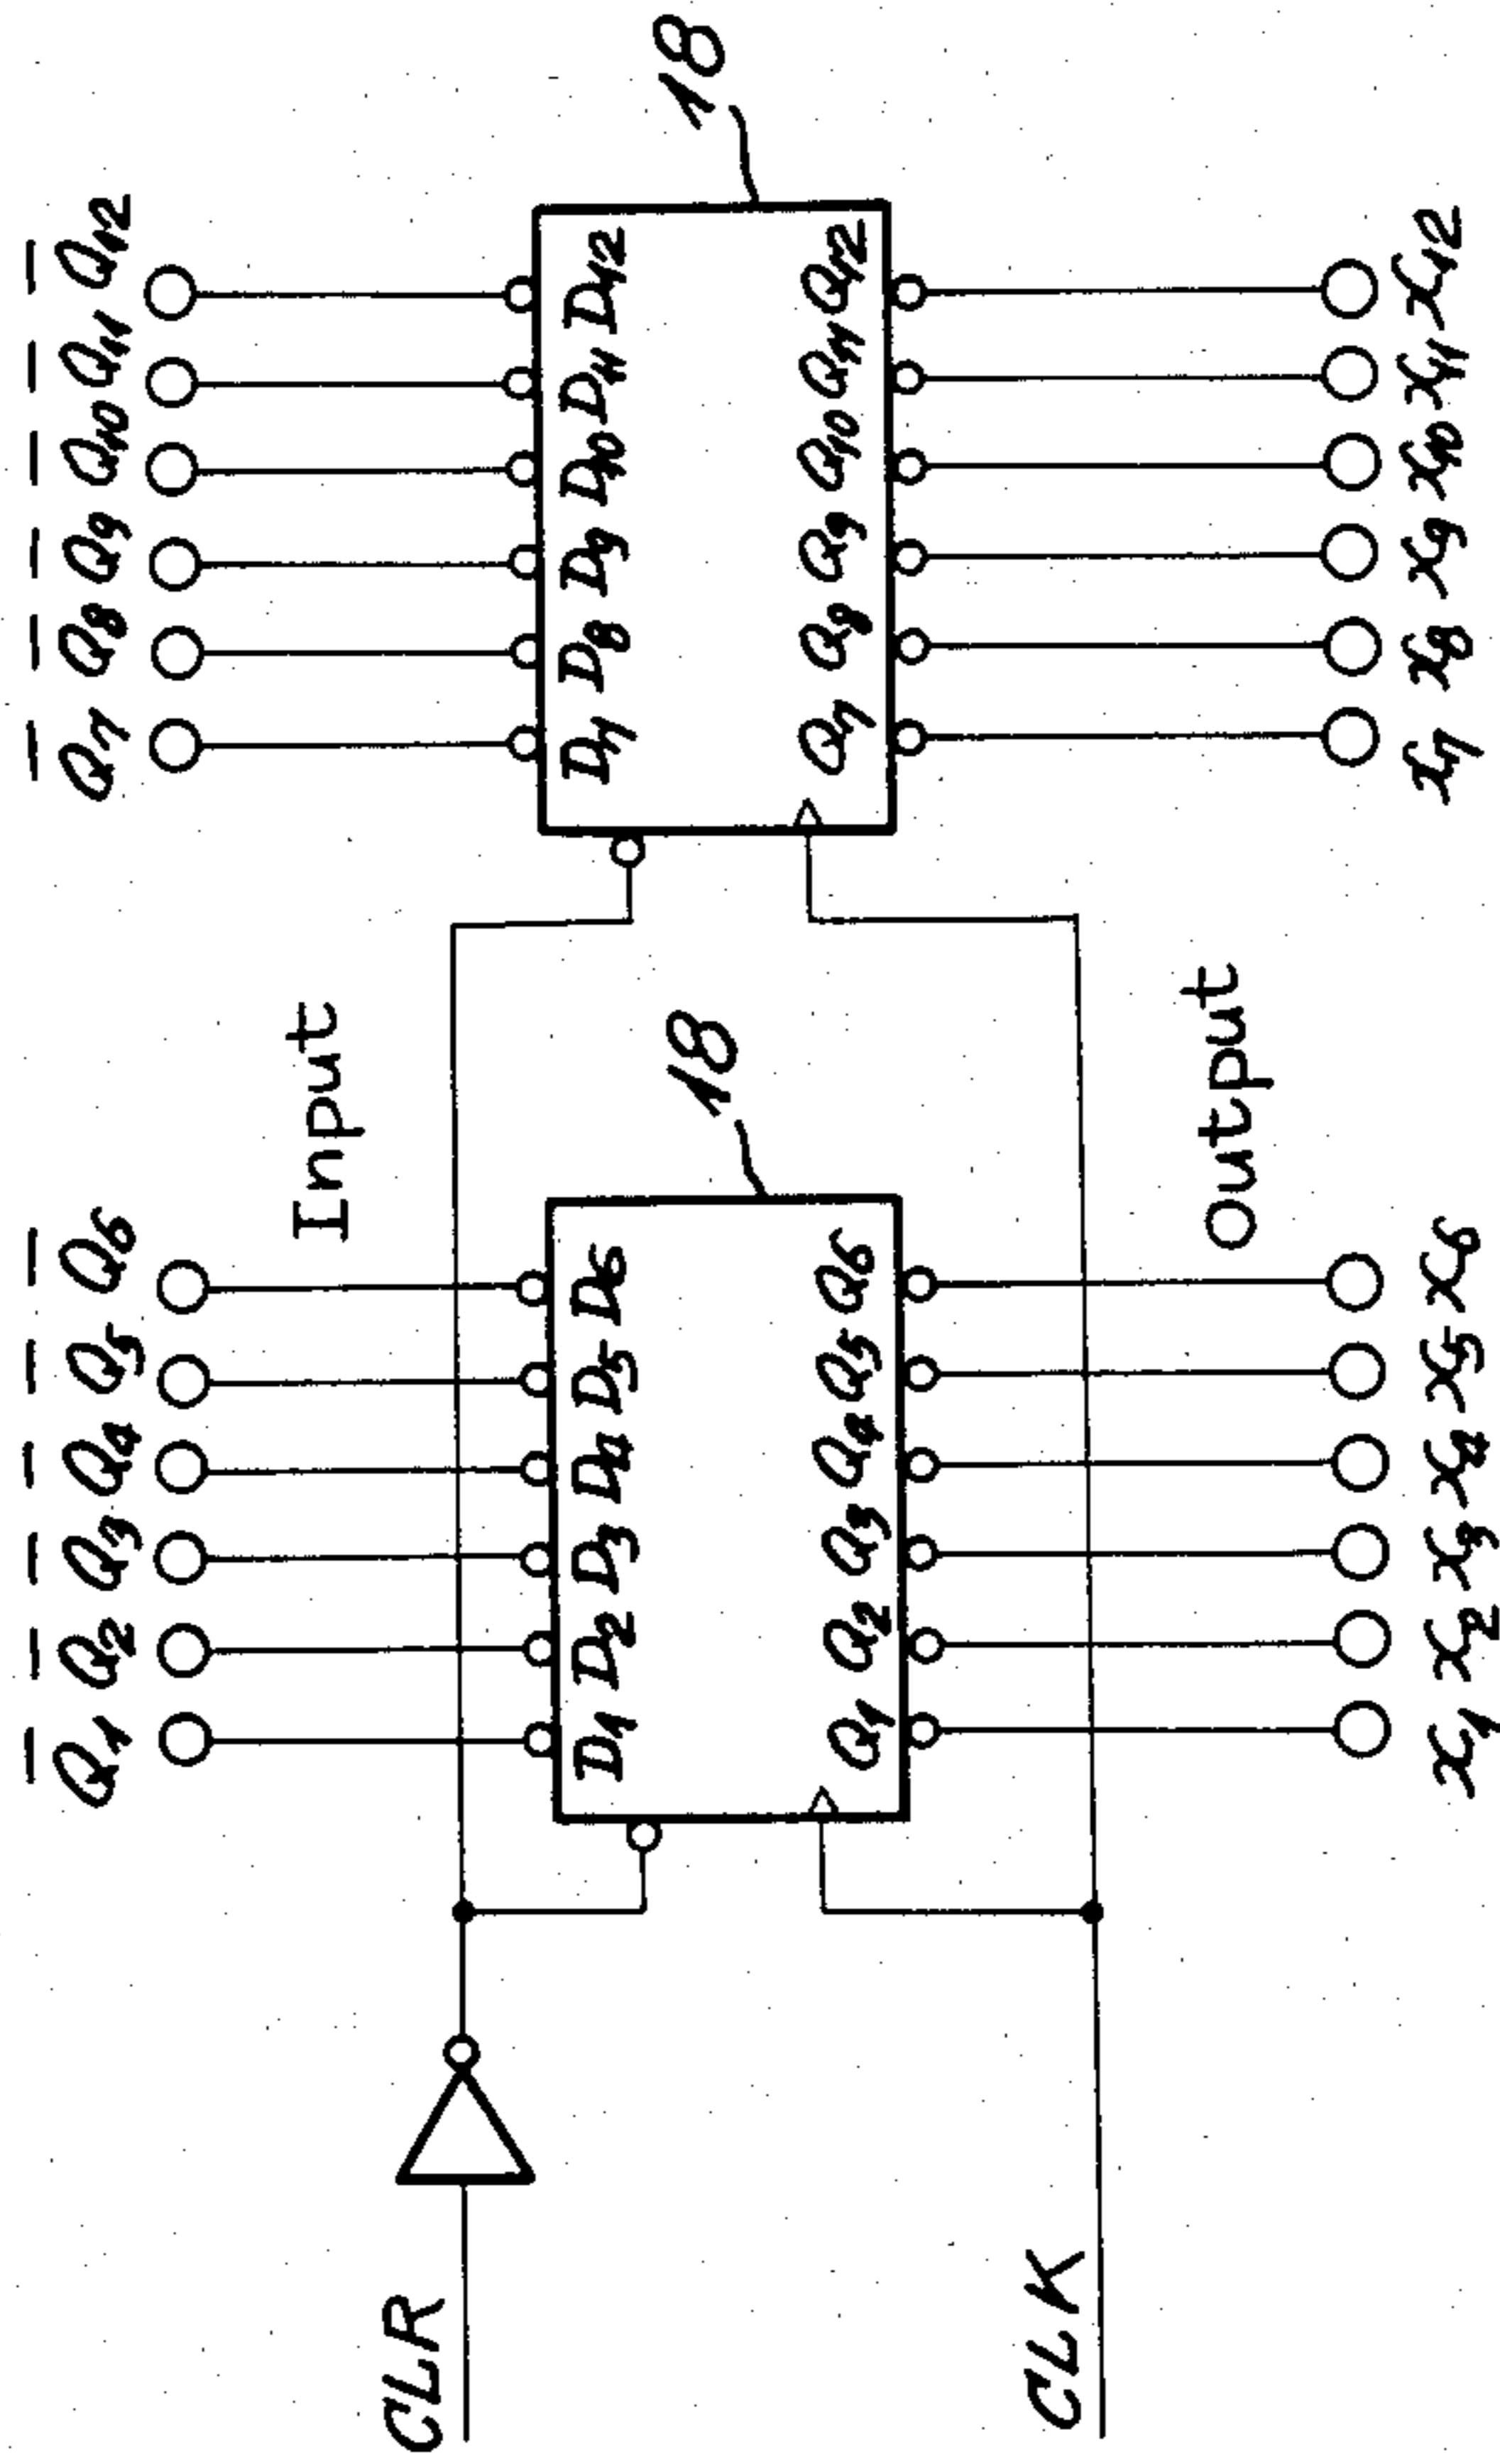 Q̅1 Q̅2 Q̅3 Q̅4 Q̅5 Q̅6 Q̅7 Q̅8 Q̅9 Q̅10 Q̅11 Q̅12
Input
CLR
D1 D2 D3 D4 D5 D6
D7 D8 D9 D10 D11 D12
18
18
Q1 Q2 Q3 Q4 Q5 Q6
Q7 Q8 Q9 Q10 Q11 Q12
CLK
Output
X1 X2 X3 X4 X5 X6 X7 X8 X9 X10 X11 X12